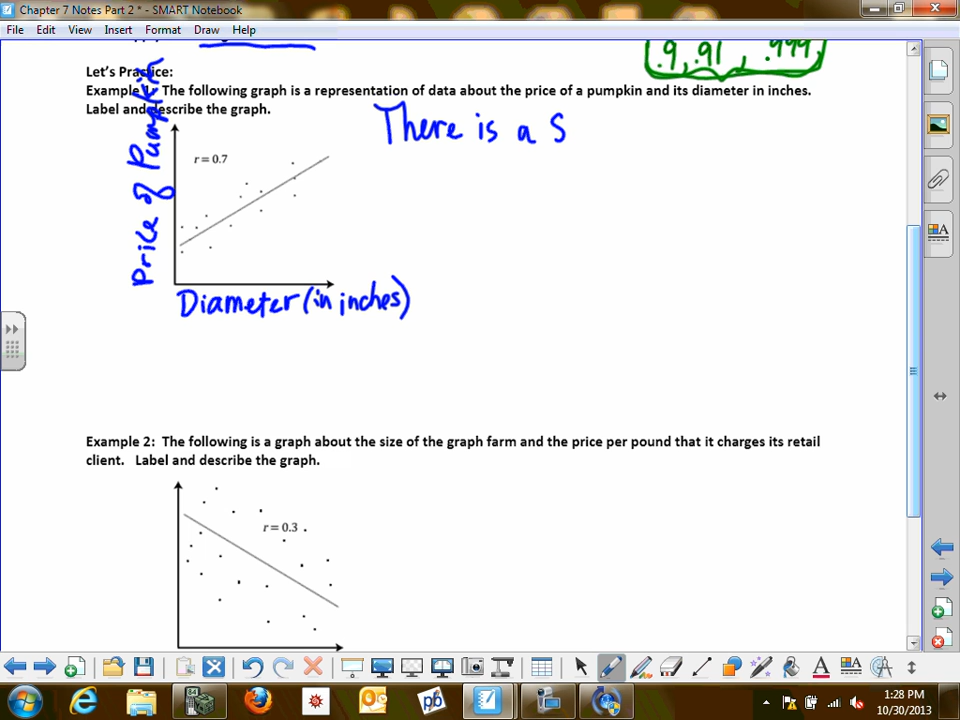 Chapter 7 Notes Part 2 * - SMART Notebook
File Edit View Insert Format Draw Help
.9, .91, .999,
Let's Practice:
Example 1: The following graph is a representation of data about the price of a pumpkin and its diameter in inches.
Label and describe the graph.
There is a S
r = 0.7
Price of Pumpkin
Diameter (in inches)
Example 2: The following is a graph about the size of the graph farm and the price per pound that it charges its retail
client. Label and describe the graph.
r = 0.3
pb
1:28 PM
10/30/2013